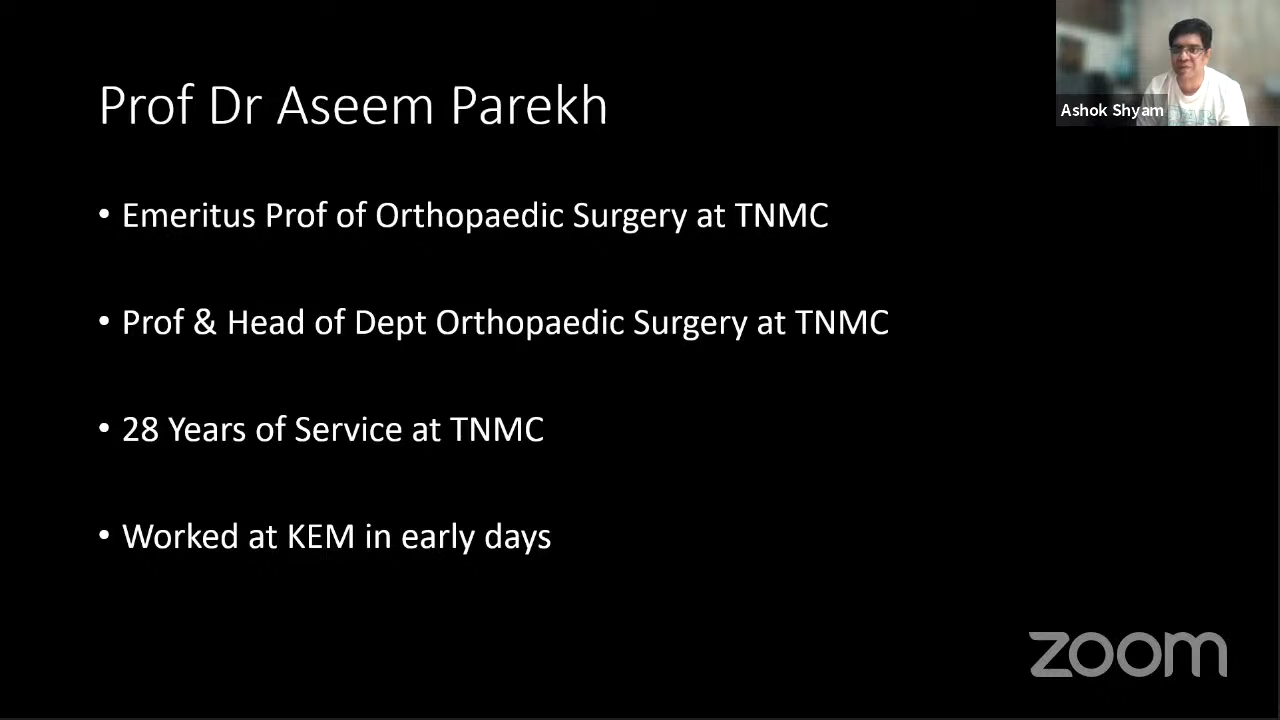 Prof Dr Aseem Parekh
Ashok Shyam
• Emeritus Prof of Orthopaedic Surgery at TNMC
• Prof & Head of Dept Orthopaedic Surgery at TNMC
• 28 Years of Service at TNMC
• Worked at KEM in early days
zoom